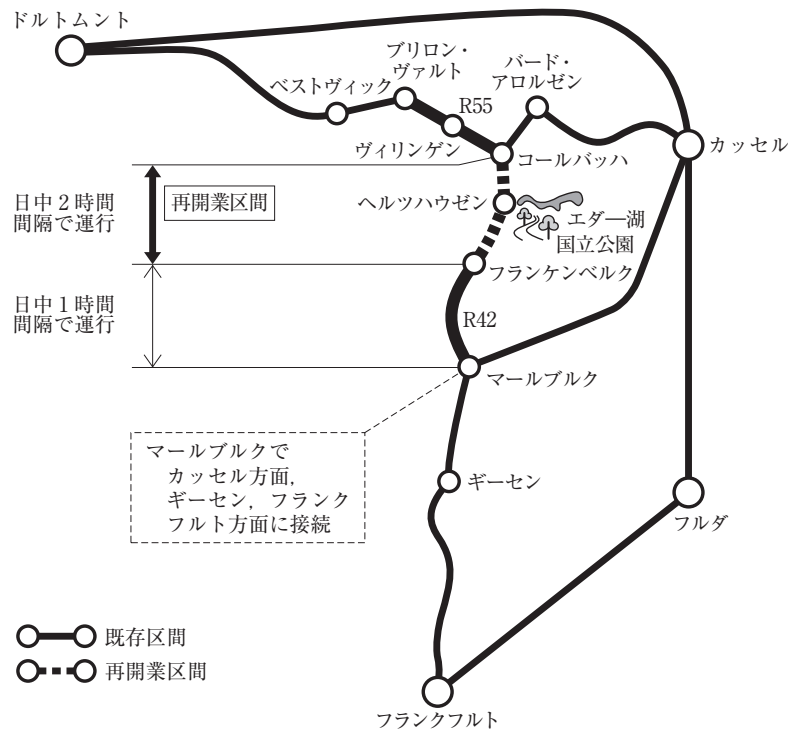 ドルトムント
ブリロン・
ヴァルト
バード・
アロルゼン
ベストヴィック
R55
カッセル
ヴィリンゲン
コールバッハ
日中２時間
間隔で運行
再開業区間
ヘルツハウゼン
エダー湖
国立公園
フランケンベルク
日中１時間
間隔で運行
R42
マールブルク
マールブルクで
カッセル方面，
ギーセン，フランク
フルト方面に接続
ギーセン
フルダ
既存区間
再開業区間
フランクフルト